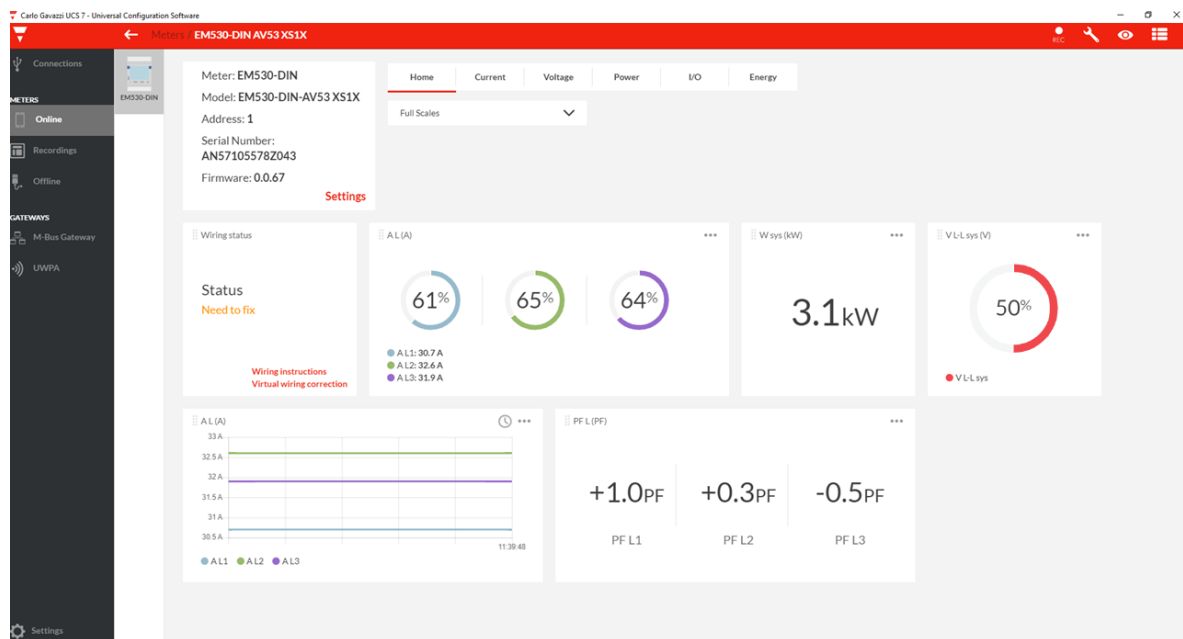 Carlo Gavazzi UCS 7 - Universal Configuration Software
Meters / EM530-DIN AV53 XS1X
REC
Connections
METERS
Online
Recordings
Offline
GATEWAYS
M-Bus Gateway
UWPA
Settings
EM530-DIN
Meter: EM530-DIN
Model: EM530-DIN-AV53 XS1X
Address: 1
Serial Number:
AN57105578Z043
Firmware: 0.0.67
Settings
Home Current Voltage Power I/O Energy
Full Scales
Wiring status
Status
Need to fix
Wiring instructions
Virtual wiring correction
A L (A)
61% 65% 64%
A L1: 30.7 A
A L2: 32.6 A
A L3: 31.9 A
W sys (kW)
3.1kW
V L-L sys (V)
50%
V L-L sys
A L (A)
33 A
32.5 A
32 A
31.5 A
31 A
30.5 A
11:39:48
A L1 A L2 A L3
PF L (PF)
+1.0PF +0.3PF -0.5PF
PF L1 PF L2 PF L3